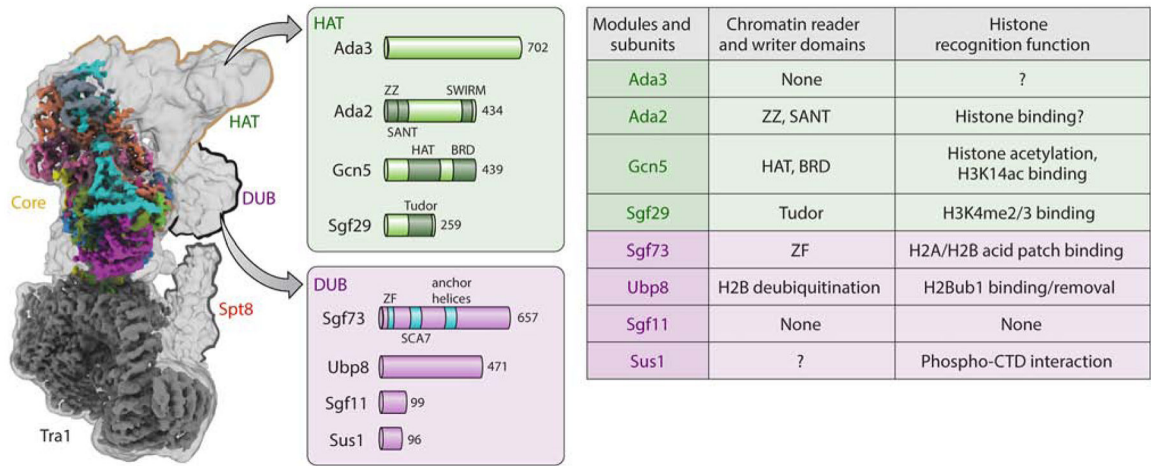 HAT
Ada3
702
ZZ
SWIRM
Ada2
434
SANT
HAT
BRD
Gcn5
439
Tudor
Sgf29
259
HAT
DUB
Core
Spt8
Tra1
DUB
ZF
anchor
helices
Sgf73
657
SCA7
Ubp8
471
Sgf11
99
Sus1
96
Modules and subunits
Chromatin reader and writer domains
Histone recognition function
Ada3 None ?
Ada2 ZZ, SANT Histone binding?
Gcn5 HAT, BRD Histone acetylation,
H3K14ac binding
Sgf29 Tudor H3K4me2/3 binding
Sgf73 ZF H2A/H2B acid patch binding
Ubp8 H2B deubiquitination H2Bub1 binding/removal
Sgf11 None None
Sus1 ? Phospho-CTD interaction